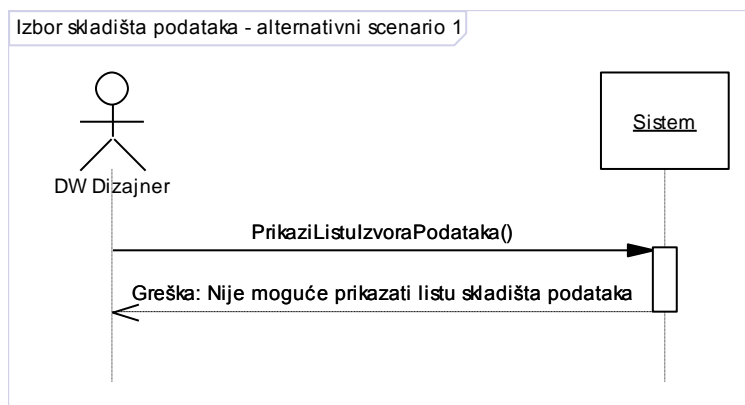 Izbor skladišta podataka - alternativni scenario 1
Sistem
DW Dizajner
PrikaziListuIzvoraPodataka()
Greška: Nije moguće prikazati listu skladišta podataka